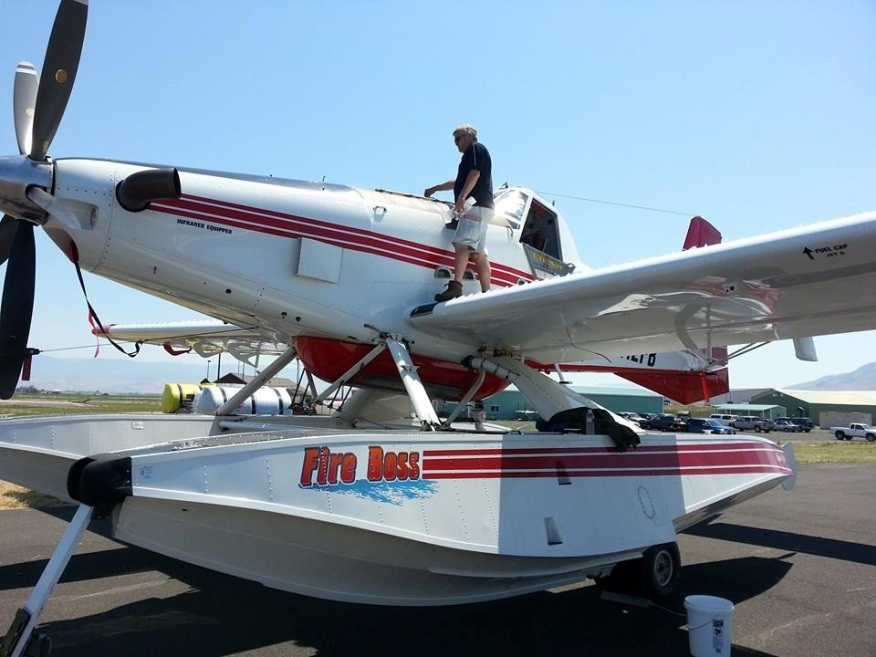 INFRARED EQUIPPED
FUEL CAP
Fire Boss